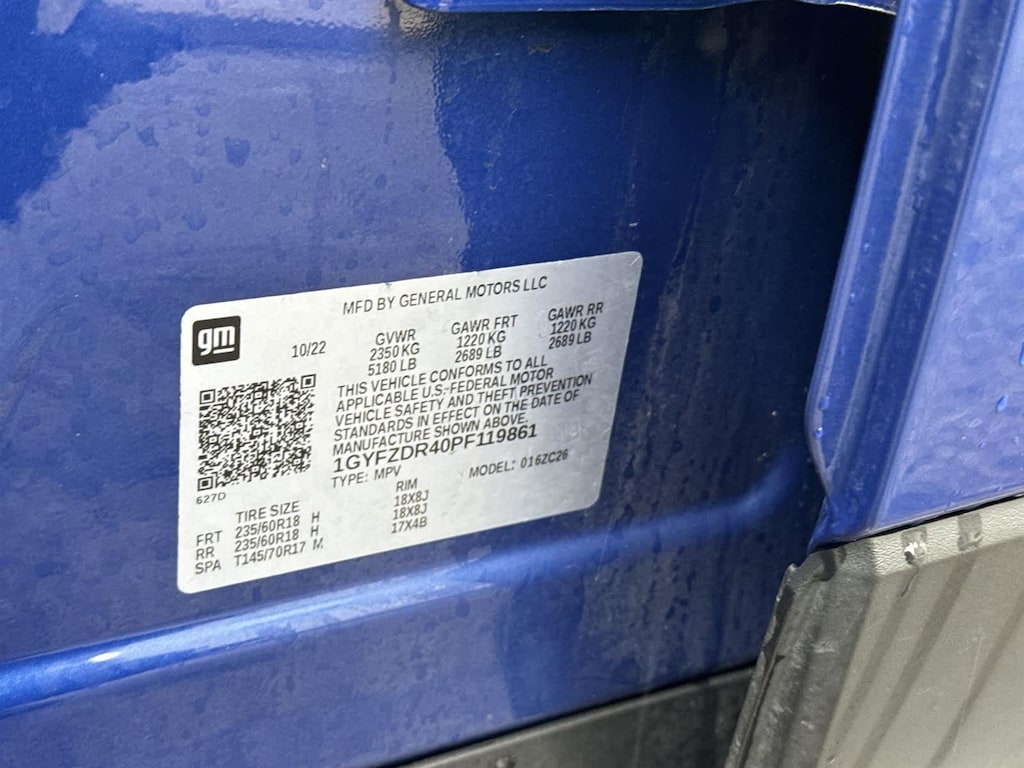 MFD BY GENERAL MOTORS LLC
gm
10/22
GVWR GAWR FRT GAWR RR
2350 KG 1220 KG 1220 KG
5180 LB 2689 LB 2689 LB
THIS VEHICLE CONFORMS TO ALL
APPLICABLE U.S. FEDERAL MOTOR
VEHICLE SAFETY AND THEFT PREVENTION
STANDARDS IN EFFECT ON THE DATE OF
MANUFACTURE SHOWN ABOVE.
1GYFZDR40PF119861
TYPE: MPV MODEL: 016ZC26
627D
TIRE SIZE RIM
FRT 235/60R18 H 18X8J
RR 235/60R18 H 18X8J
SPA T145/70R17 M 17X4B